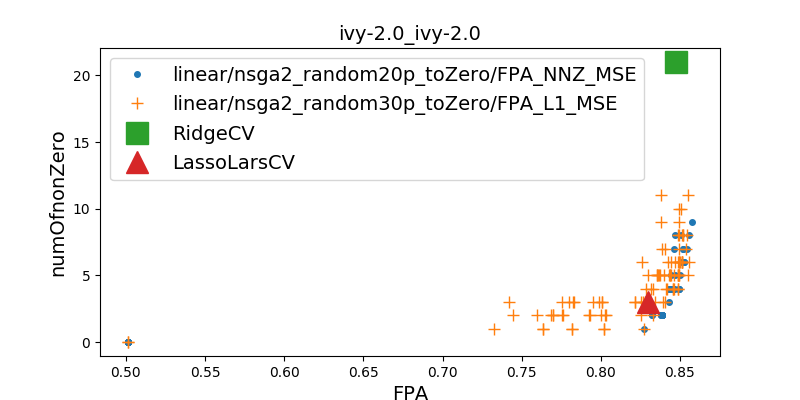 ivy-2.0_ivy-2.0
linear/nsga2_random20p_toZero/FPA_NNZ_MSE
linear/nsga2_random30p_toZero/FPA_L1_MSE
RidgeCV
LassoLarsCV
numOfnonZero
20
15
10
5
0
0.50 0.55 0.60 0.65 0.70 0.75 0.80 0.85
FPA